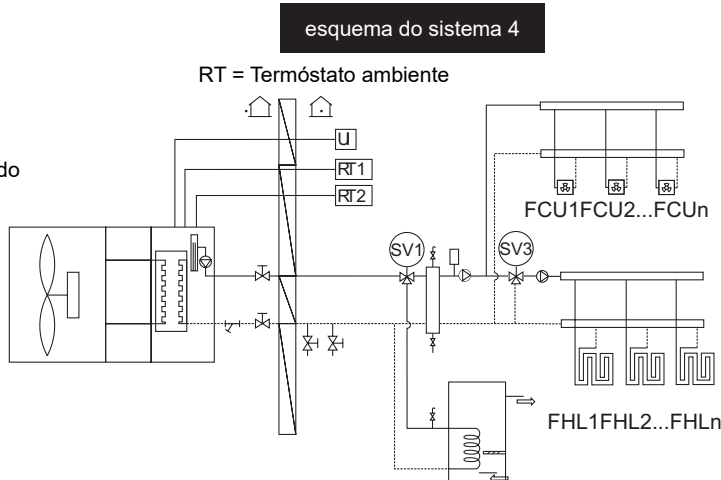 esquema do sistema 4
RT = Termóstato ambiente
do
U
RT1
RT2
FCU1FCU2...FCUn
SV1
SV3
FHL1FHL2...FHLn